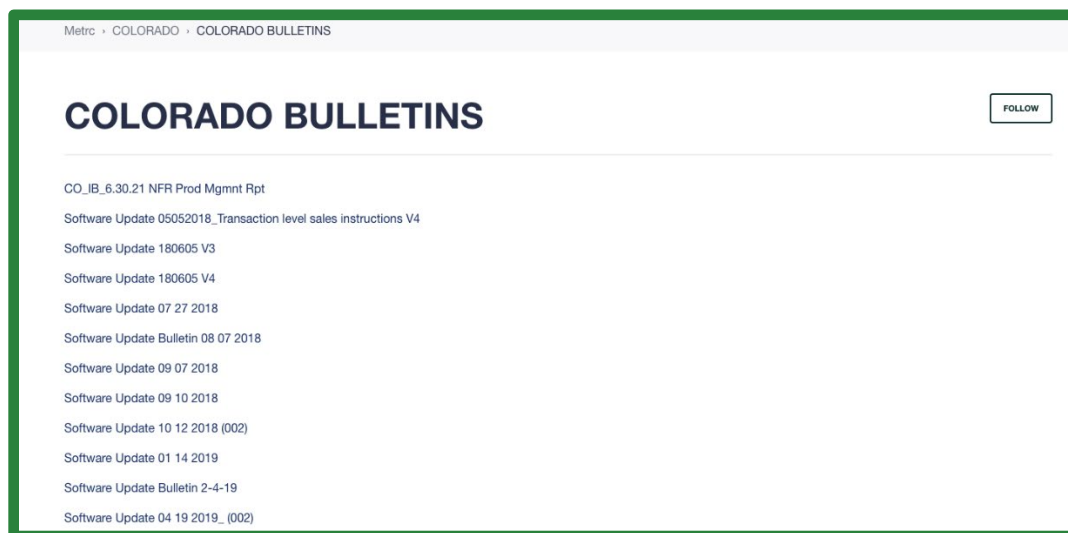 Metrc › COLORADO › COLORADO BULLETINS
COLORADO BULLETINS
FOLLOW
CO_IB_6.30.21 NFR Prod Mgmnt Rpt
Software Update 05052018_Transaction level sales instructions V4
Software Update 180605 V3
Software Update 180605 V4
Software Update 07 27 2018
Software Update Bulletin 08 07 2018
Software Update 09 07 2018
Software Update 09 10 2018
Software Update 10 12 2018 (002)
Software Update 01 14 2019
Software Update Bulletin 2-4-19
Software Update 04 19 2019_ (002)